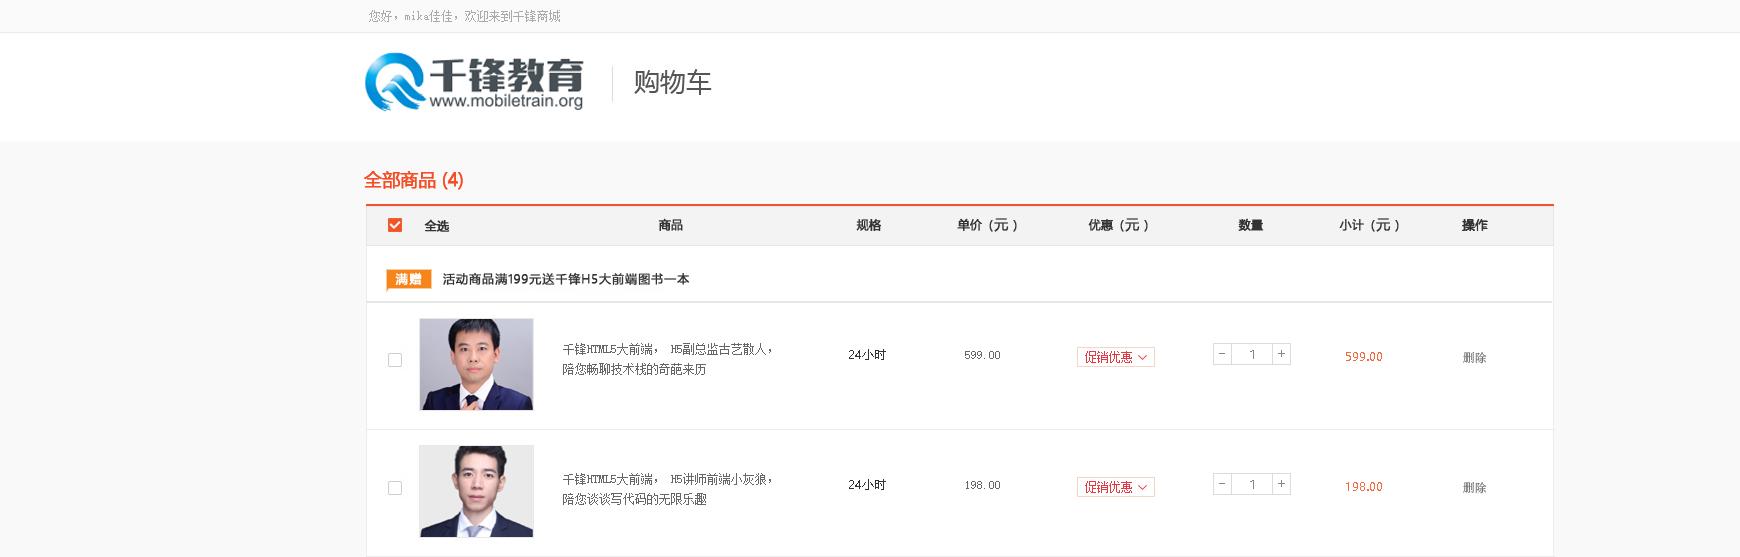 您好，mika佳佳，欢迎来到千锋商城
千锋教育
www.mobiletrain.org
购物车
全部商品 (4)
全选 商品 规格 单价（元 ） 优惠（元 ） 数量 小计（元 ） 操作
满赠 活动商品满199元送千锋H5大前端图书一本
千锋HTML5大前端， H5副总监古艺散人，
陪您畅聊技术栈的奇葩来历
24小时 599.00 促销优惠 - 1 + 599.00 删除
千锋HTML5大前端， H5讲师前端小灰狼，
陪您谈谈写代码的无限乐趣
24小时 198.00 促销优惠 - 1 + 198.00 删除